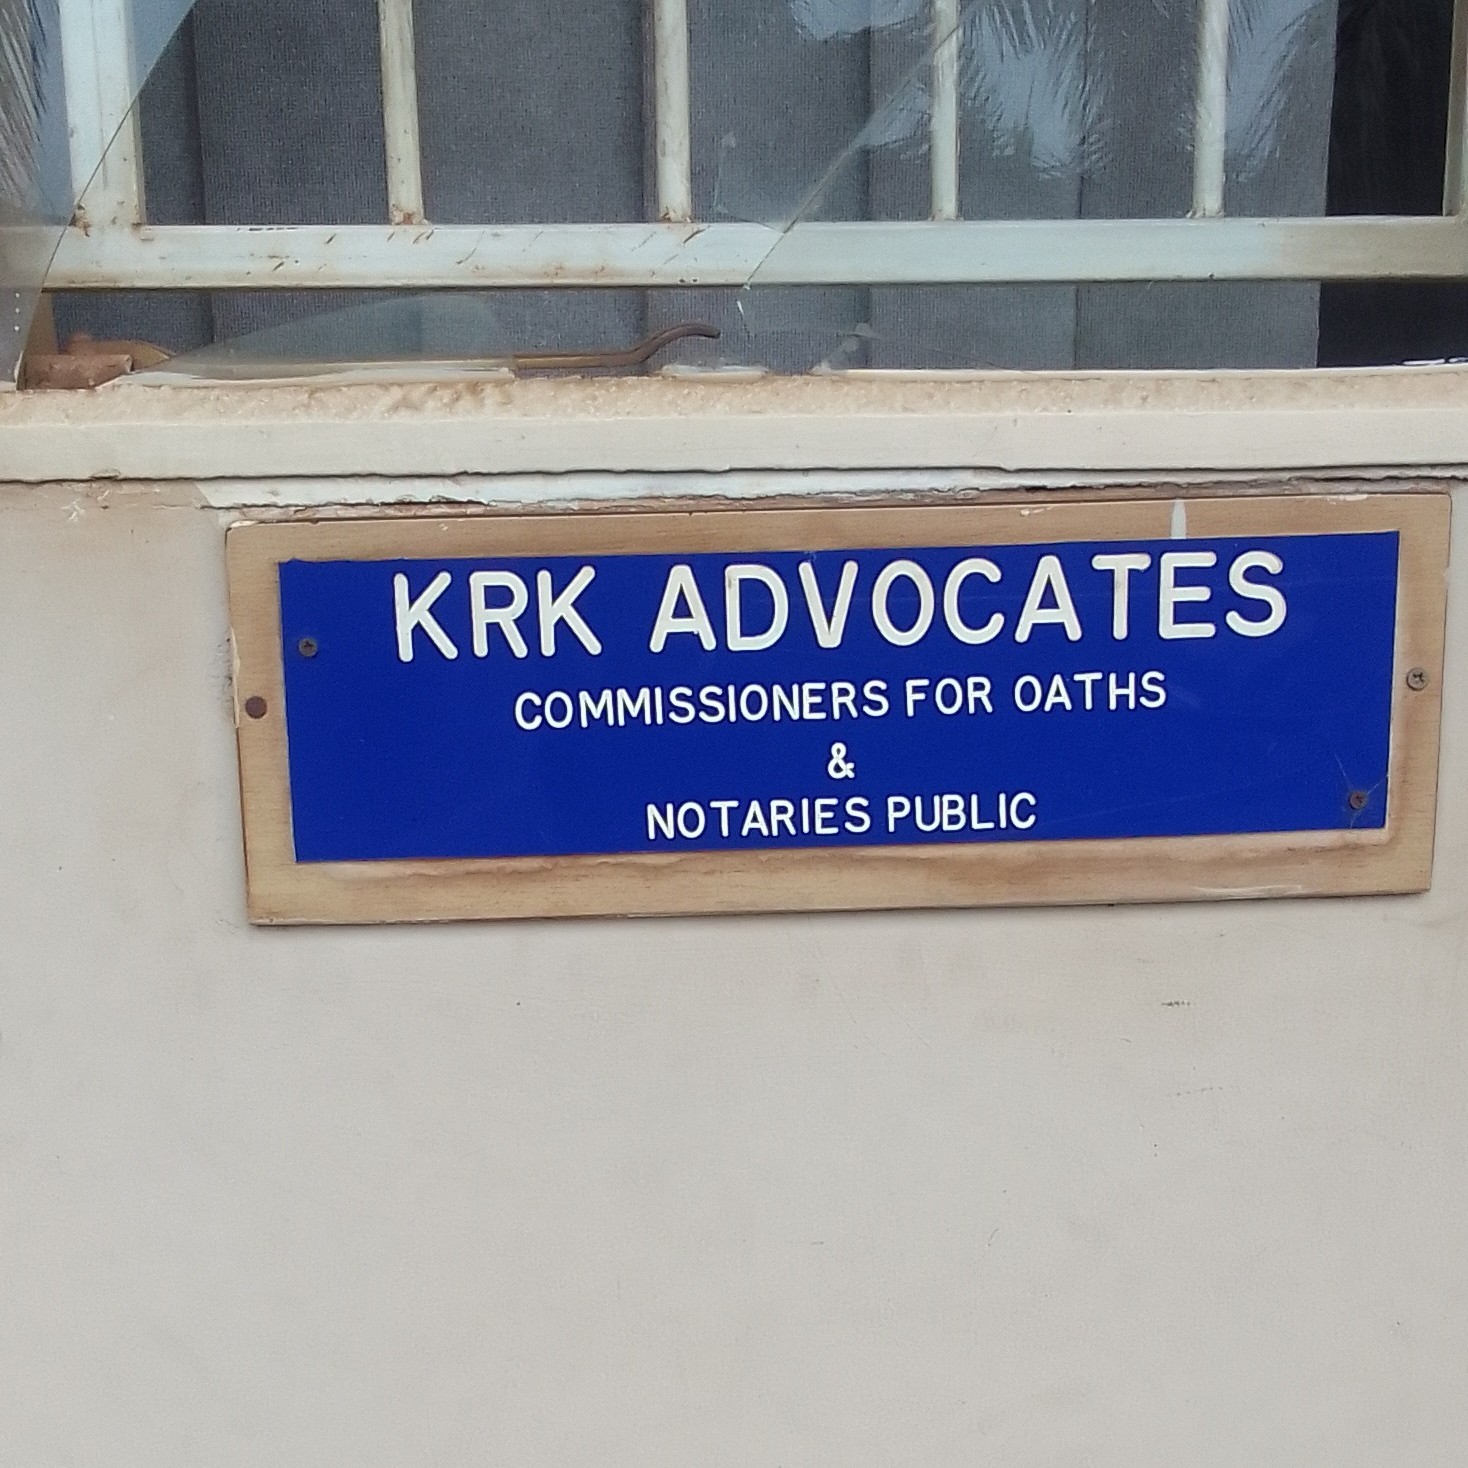 KRK ADVOCATES
COMMISSIONERS FOR OATHS
&
NOTARIES PUBLIC